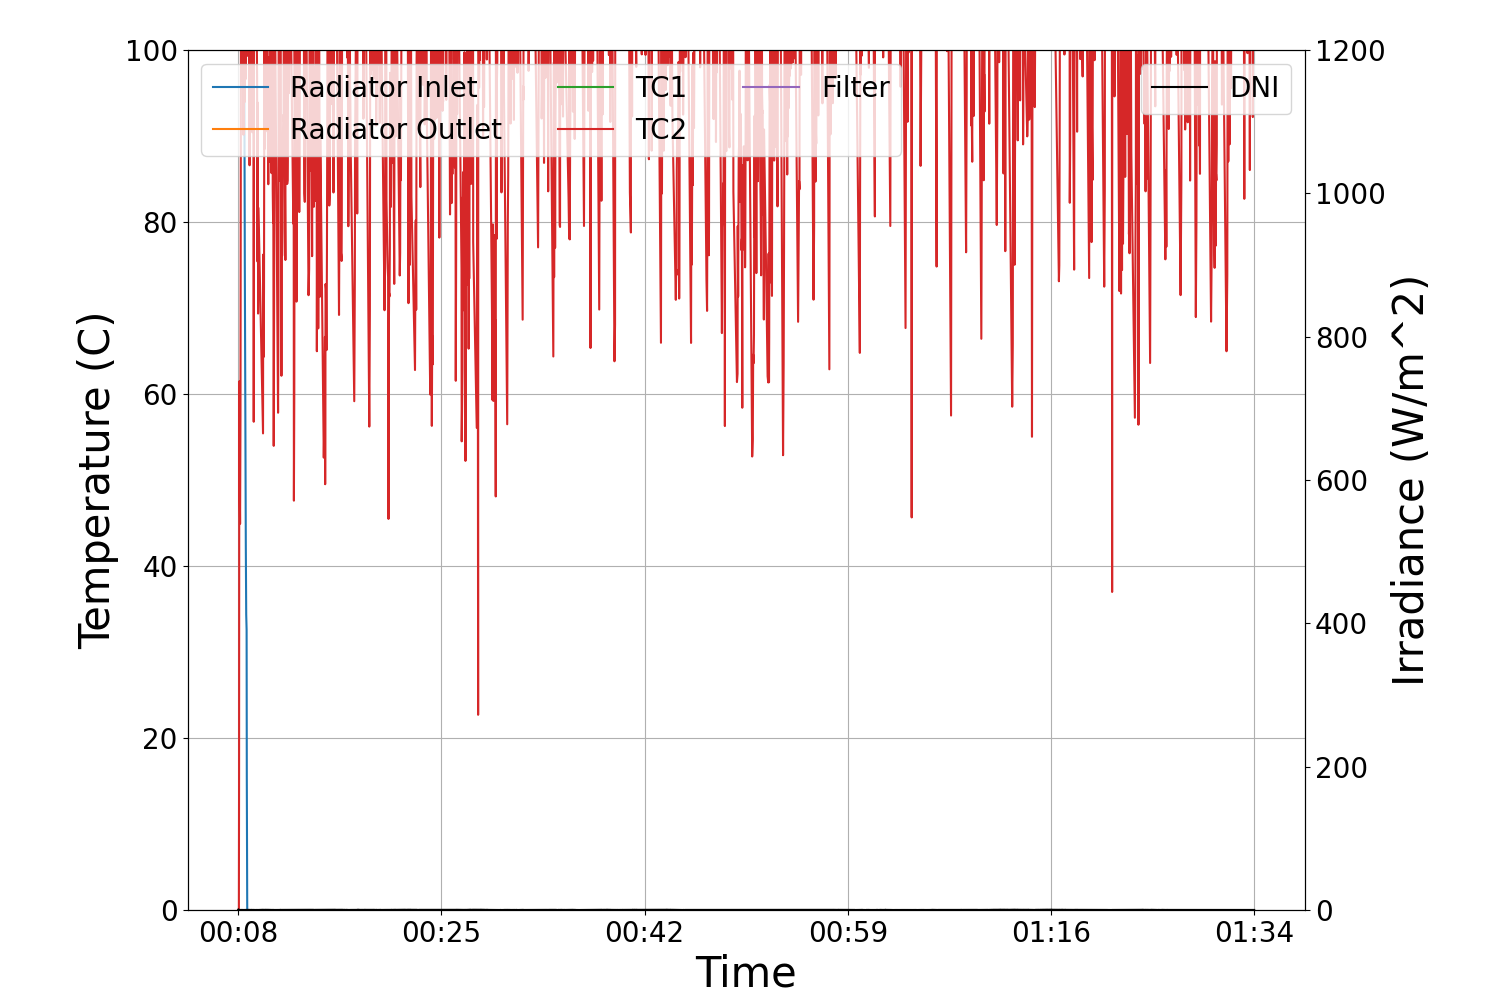 100
80
60
40
20
0
Temperature (C)
Radiator Inlet
Radiator Outlet
TC1
TC2
Filter
DNI
1200
1000
800
600
400
200
0
Irradiance (W/m^2)
00:08 00:25 00:42 00:59 01:16 01:34
Time